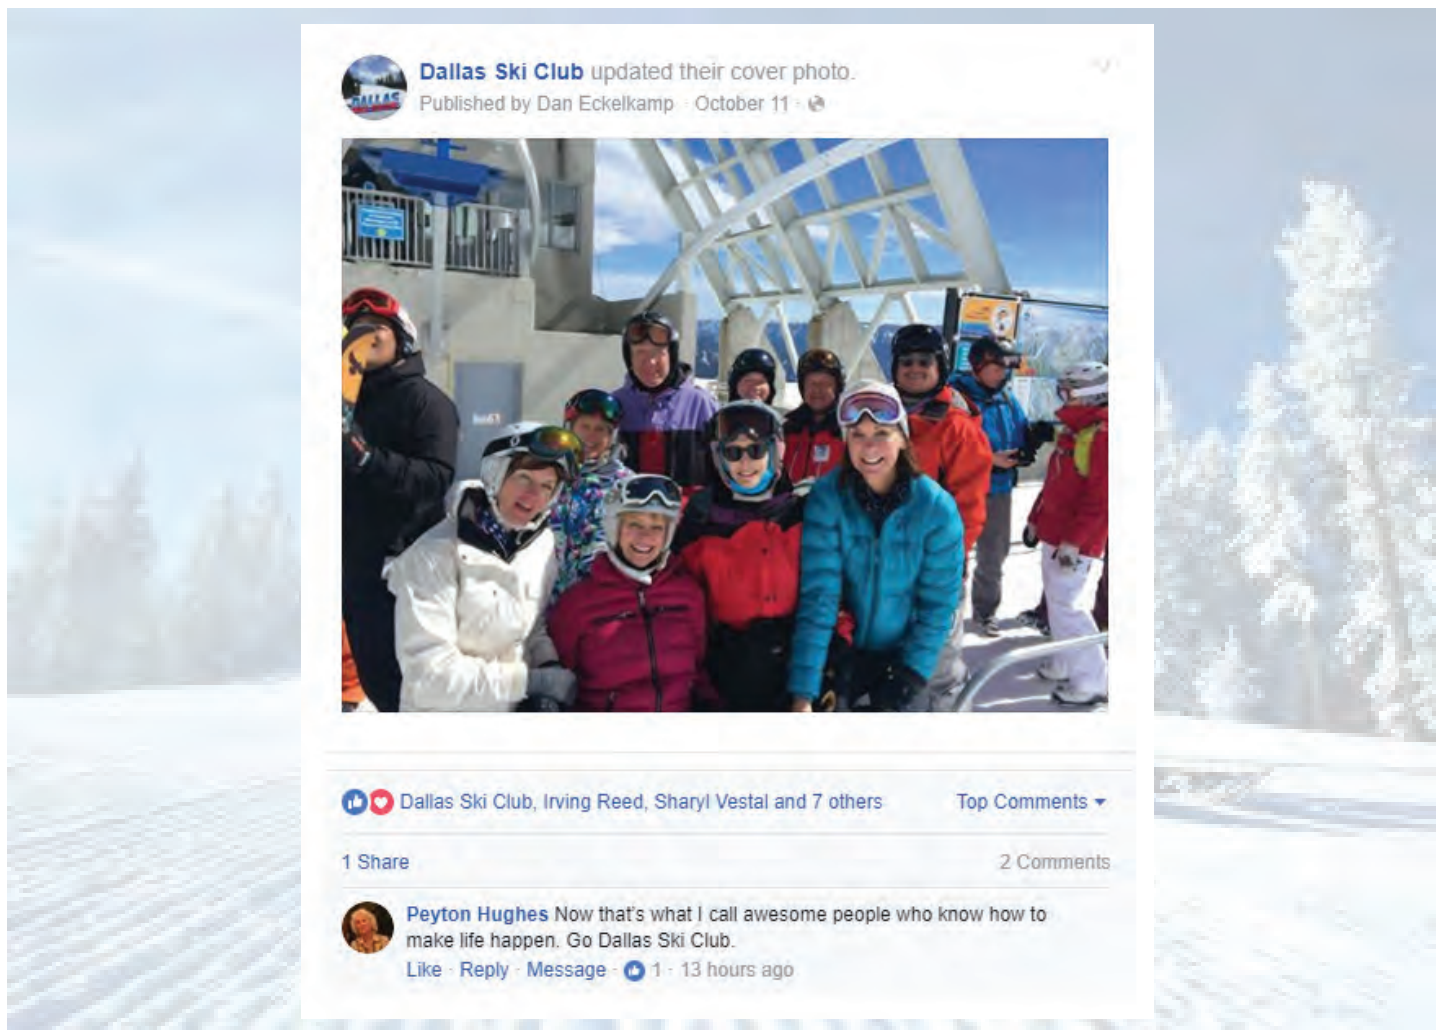 Dallas Ski Club updated their cover photo.
Published by Dan Eckelkamp · October 11 ·
DALLAS
Dallas Ski Club, Irving Reed, Sharyl Vestal and 7 others
Top Comments
1 Share
2 Comments
Peyton Hughes Now that's what I call awesome people who know how to
make life happen. Go Dallas Ski Club.
Like · Reply · Message · 1 · 13 hours ago